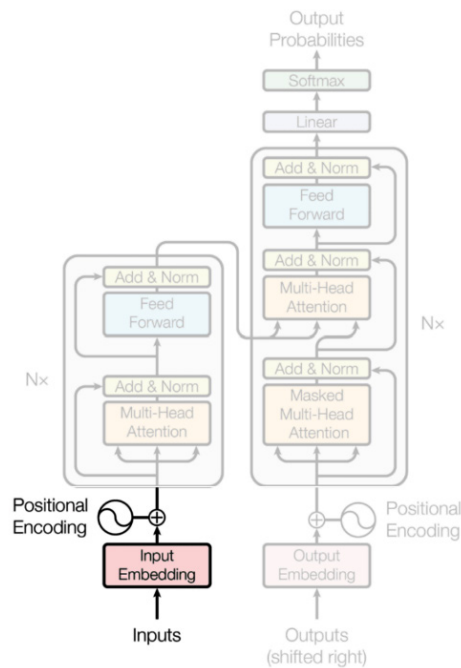 Output
Probabilities
Softmax
Linear
Add & Norm
Feed
Forward
Add & Norm
Multi-Head
Attention
Add & Norm
Masked
Multi-Head
Attention
N×
Add & Norm
Feed
Forward
Add & Norm
Multi-Head
Attention
N×
Positional
Encoding
Input
Embedding
Inputs
Positional
Encoding
Output
Embedding
Outputs
(shifted right)